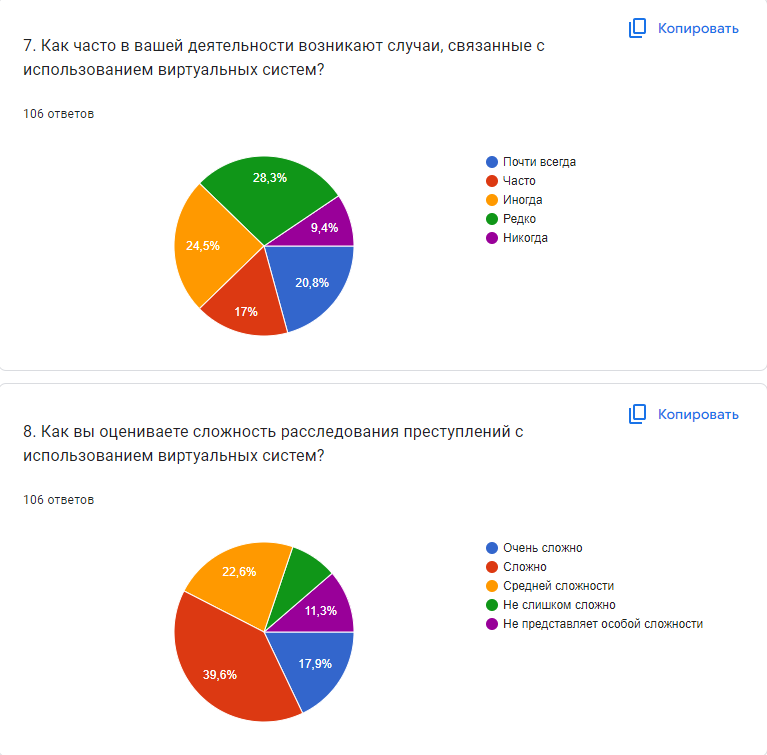 Копировать
7. Как часто в вашей деятельности возникают случаи, связанные с
использованием виртуальных систем?
106 ответов
28,3%
9,4%
24,5%
20,8%
17%
Почти всегда
Часто
Иногда
Редко
Никогда
Копировать
8. Как вы оцениваете сложность расследования преступлений с
использованием виртуальных систем?
106 ответов
22,6%
11,3%
17,9%
39,6%
Очень сложно
Сложно
Средней сложности
Не слишком сложно
Не представляет особой сложности